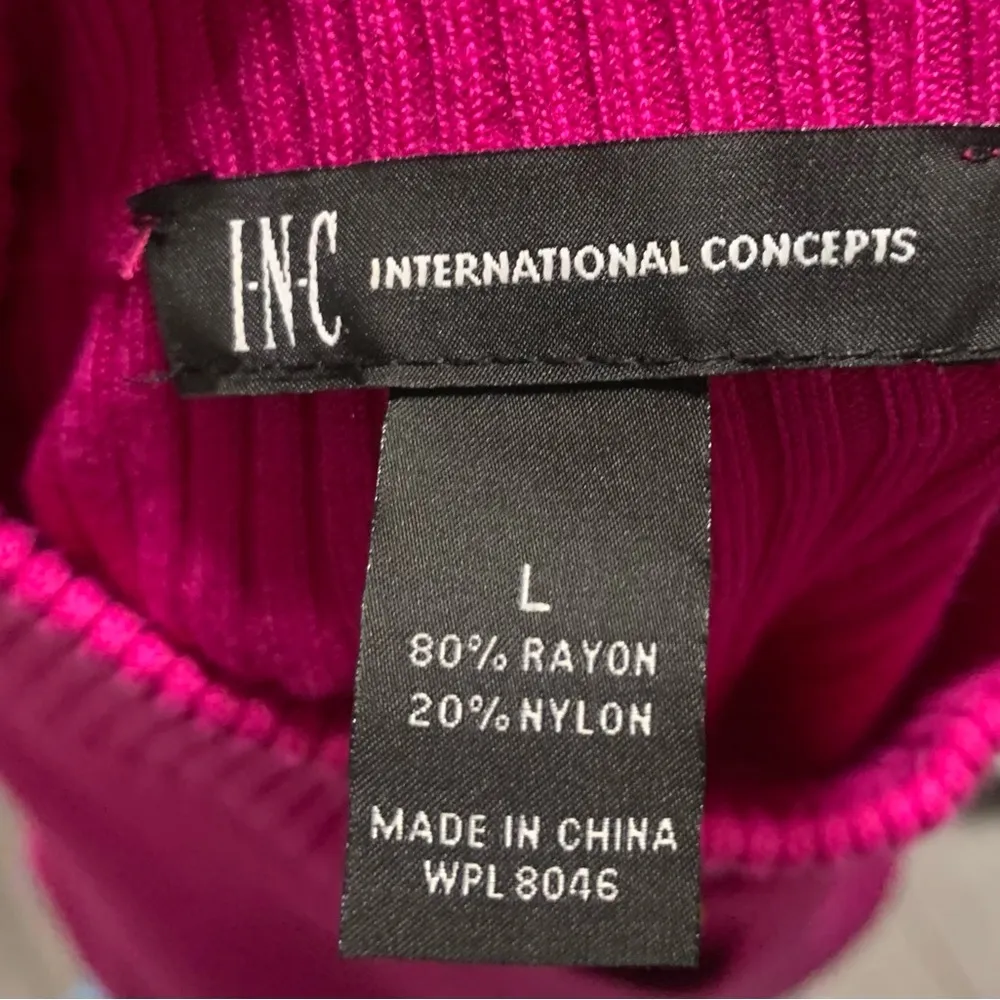 I-N-C INTERNATIONAL CONCEPTS
L
80% RAYON
20% NYLON
MADE IN CHINA
WPL 8046